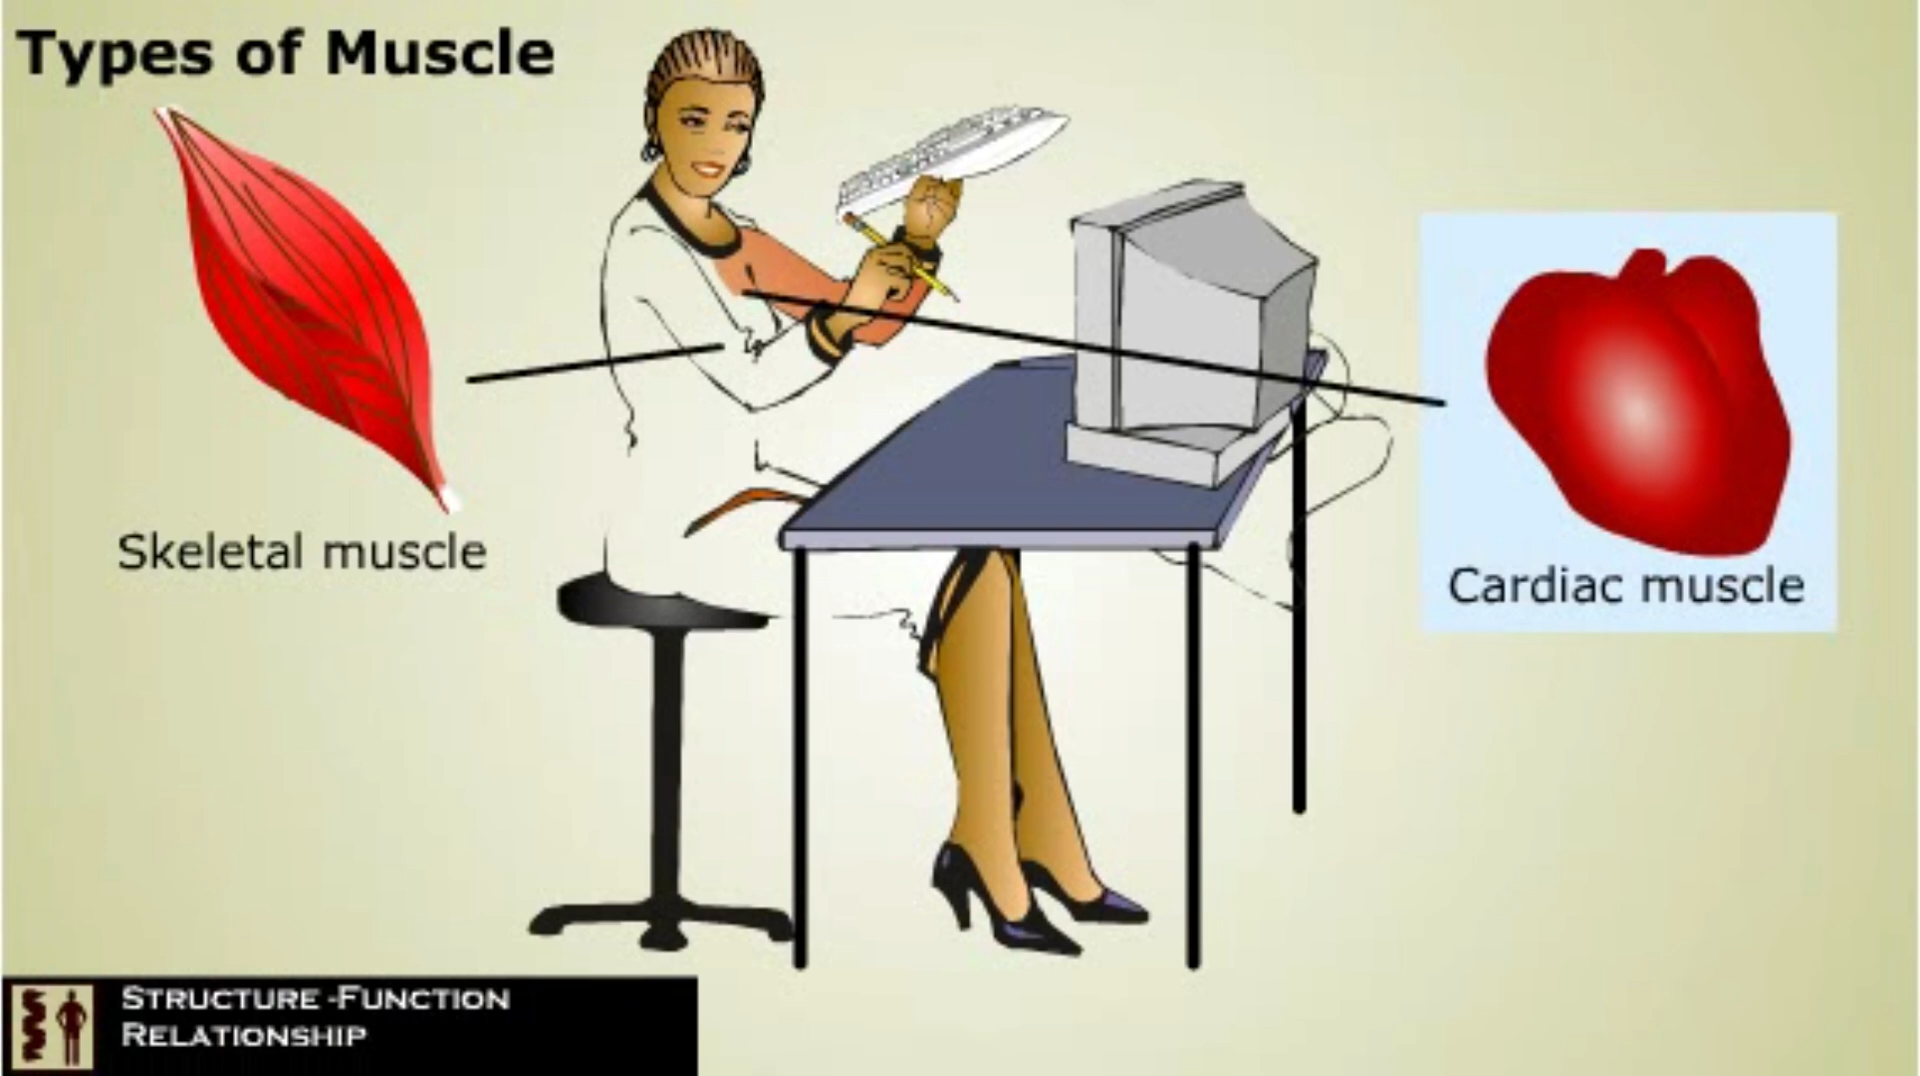 Types of Muscle
Skeletal muscle
Cardiac muscle
STRUCTURE -FUNCTION
RELATIONSHIP